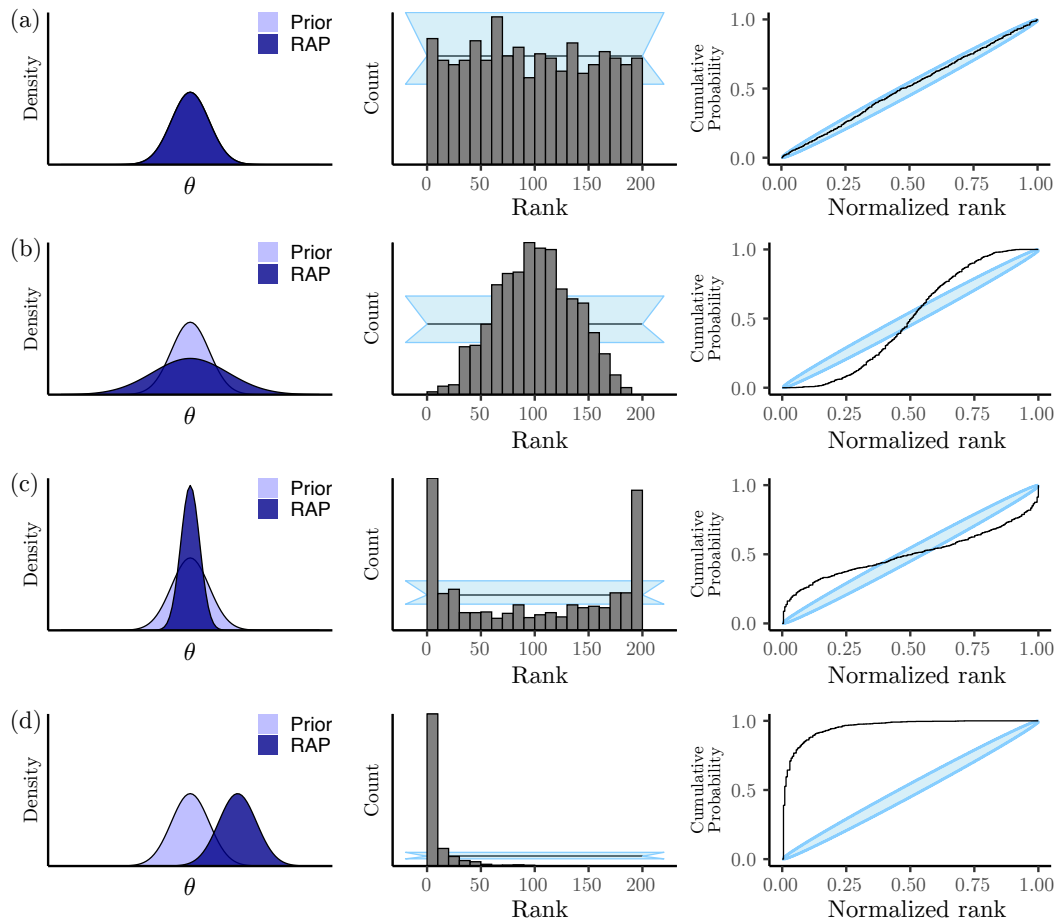 (a)
Density
Prior
RAP
θ
Count
0 50 100 150 200
Rank
Cumulative
Probability
1.0
0.5
0.0
0.00 0.25 0.50 0.75 1.00
Normalized rank
(b)
Density
Prior
RAP
θ
Count
0 50 100 150 200
Rank
Cumulative
Probability
1.0
0.5
0.0
0.00 0.25 0.50 0.75 1.00
Normalized rank
(c)
Density
Prior
RAP
θ
Count
0 50 100 150 200
Rank
Cumulative
Probability
1.0
0.5
0.0
0.00 0.25 0.50 0.75 1.00
Normalized rank
(d)
Density
Prior
RAP
θ
Count
0 50 100 150 200
Rank
Cumulative
Probability
1.0
0.5
0.0
0.00 0.25 0.50 0.75 1.00
Normalized rank